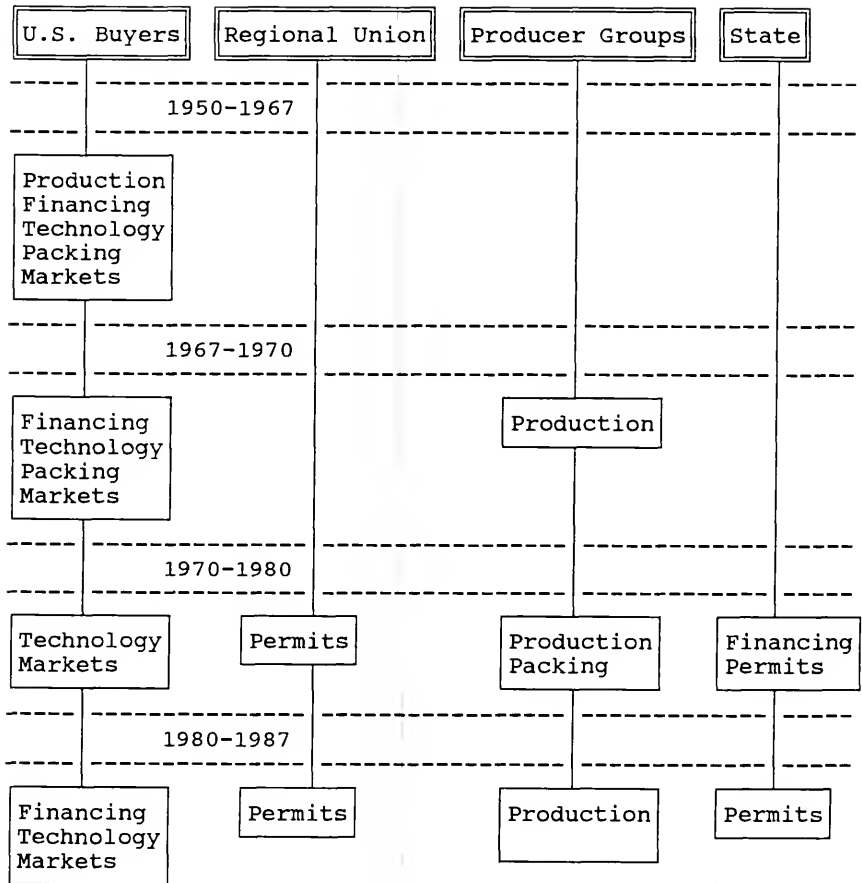 U.S. Buyers
Regional Union
Producer Groups
State
1950-1967
Production
Financing
Technology
Packing
Markets
1967-1970
Financing
Technology
Packing
Markets
Production
1970-1980
Technology
Markets
Permits
Production
Packing
Financing
Permits
1980-1987
Financing
Technology
Markets
Permits
Production
Permits